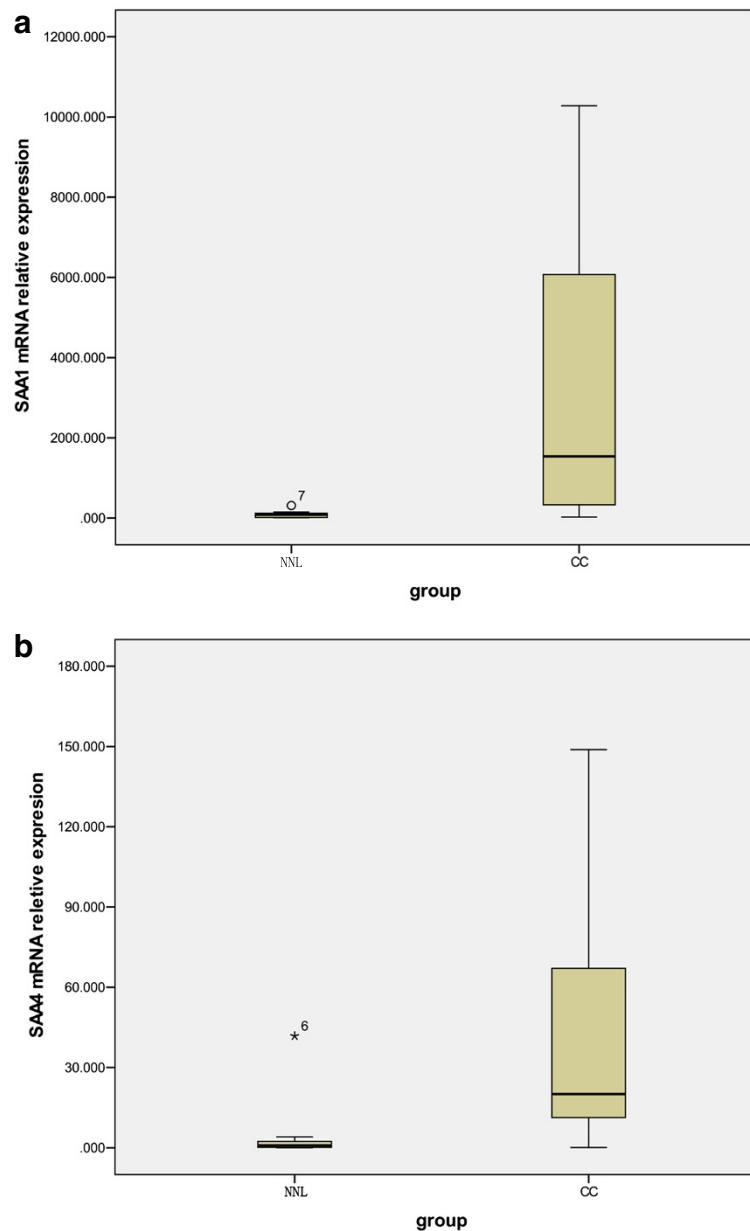 a
12000.000
10000.000
8000.000
6000.000
4000.000
2000.000
.000
SAA1 mRNA relative expression
7
NNL
CC
group
b
180.000
150.000
120.000
90.000
60.000
30.000
.000
SAA4 mRNA reletive expresion
6
NNL
CC
group